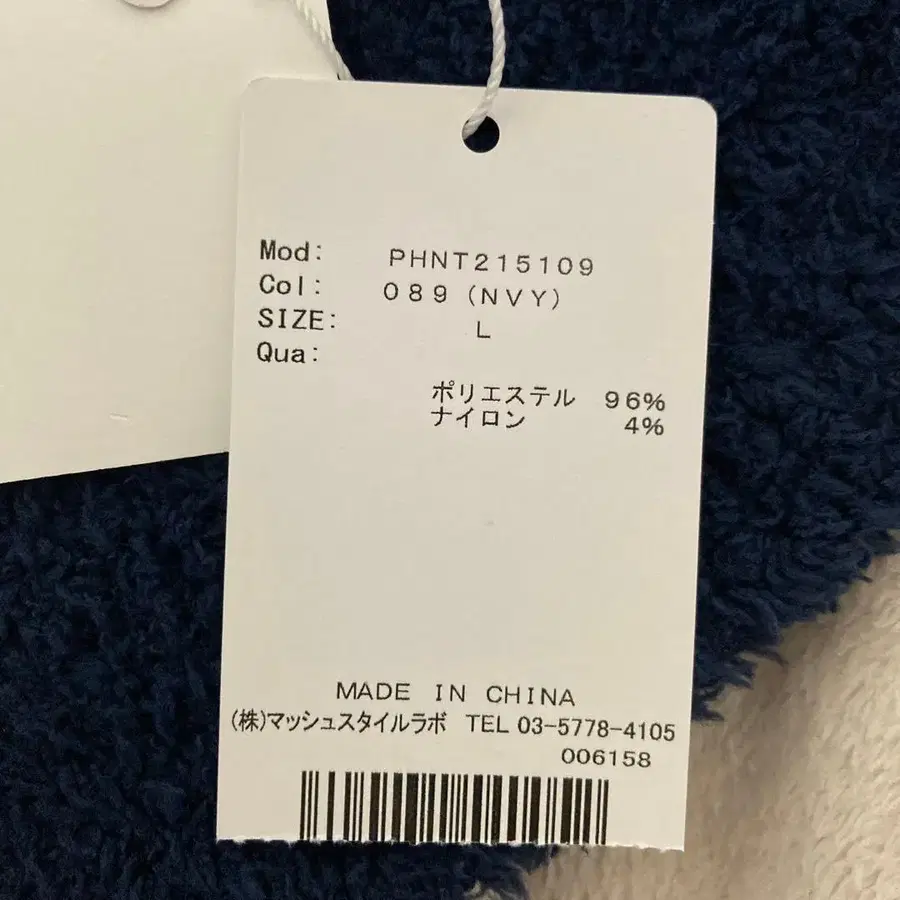 Mod: PHNT215109
Col: 089 (NVY)
SIZE: L
Qua:
ポリエステル 96%
ナイロン 4%
MADE IN CHINA
(株)マッシュスタイルラボ TEL 03-5778-4105
006158